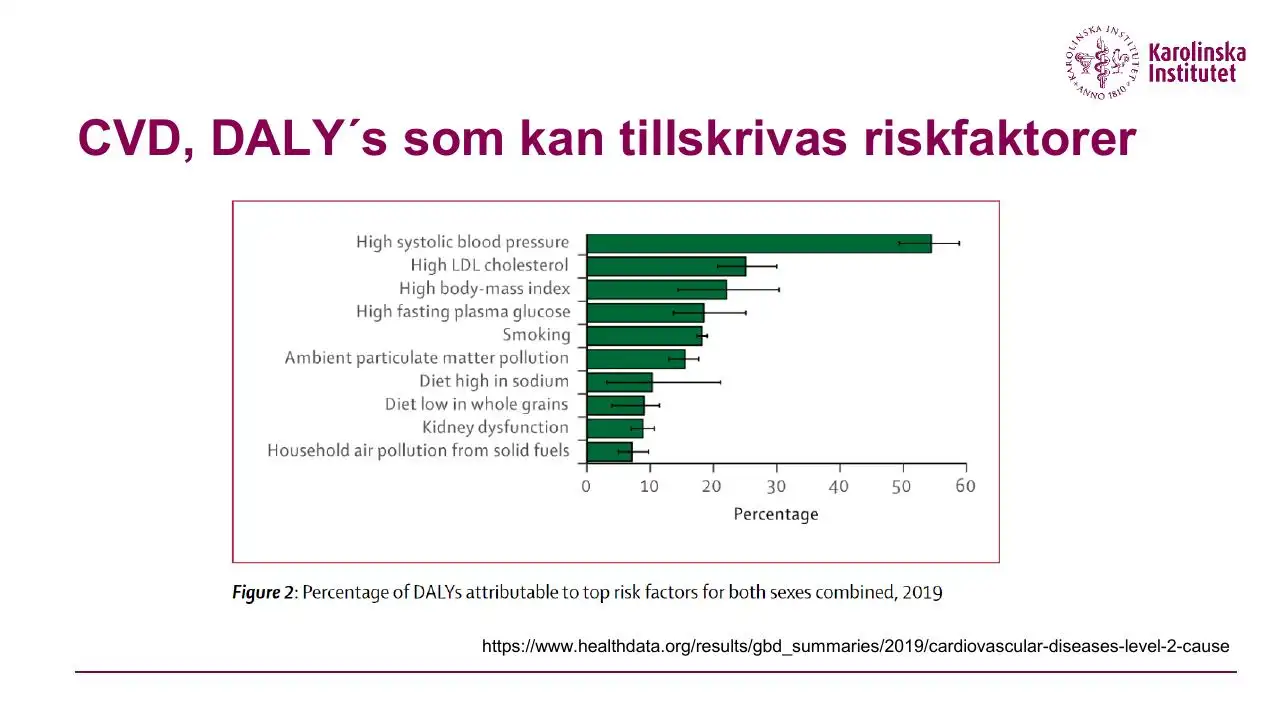 KAROLINSKA INSTITUTET
ANNO 1810
Karolinska
Institutet
CVD, DALY´s som kan tillskrivas riskfaktorer
High systolic blood pressure
High LDL cholesterol
High body-mass index
High fasting plasma glucose
Smoking
Ambient particulate matter pollution
Diet high in sodium
Diet low in whole grains
Kidney dysfunction
Household air pollution from solid fuels
0 10 20 30 40 50 60
Percentage
Figure 2: Percentage of DALYs attributable to top risk factors for both sexes combined, 2019
https://www.healthdata.org/results/gbd_summaries/2019/cardiovascular-diseases-level-2-cause